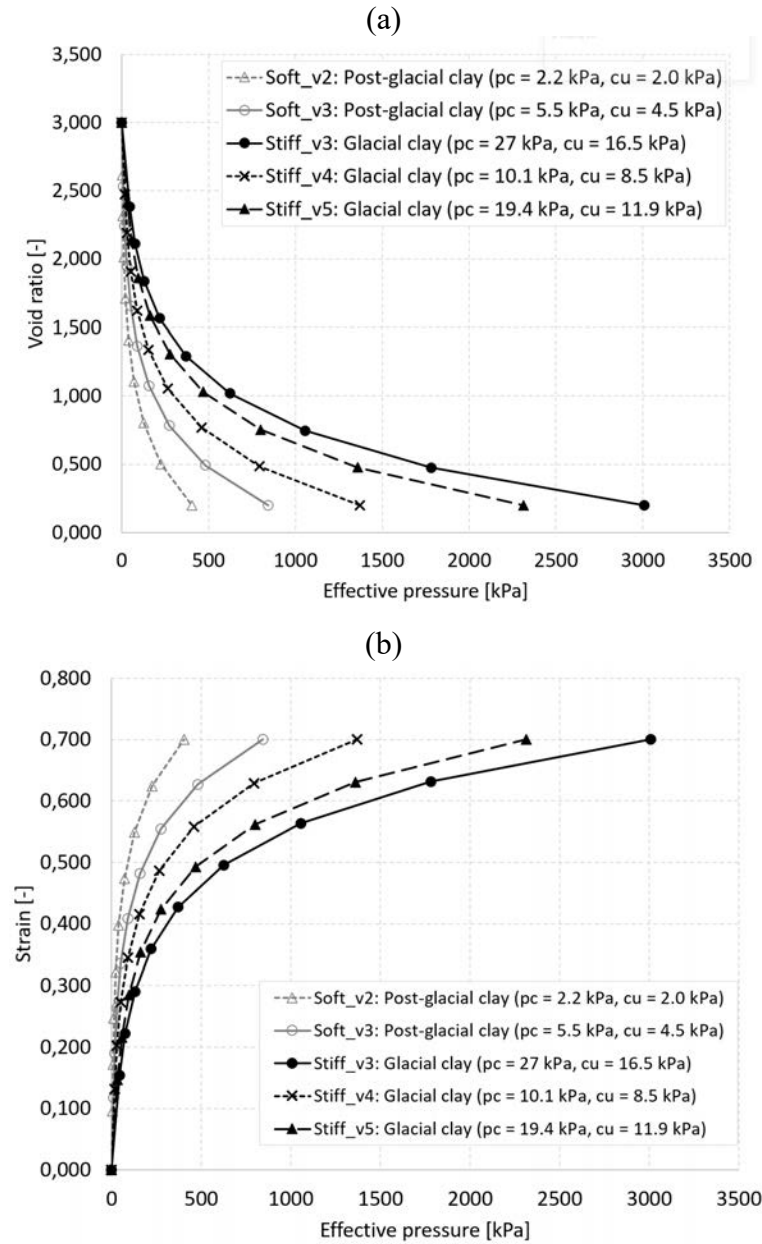 (a)
3,500
3,000
2,500
2,000
1,500
1,000
0,500
0,000
Void ratio [-]
Soft_v2: Post-glacial clay (pc = 2.2 kPa, cu = 2.0 kPa)
Soft_v3: Post-glacial clay (pc = 5.5 kPa, cu = 4.5 kPa)
Stiff_v3: Glacial clay (pc = 27 kPa, cu = 16.5 kPa)
Stiff_v4: Glacial clay (pc = 10.1 kPa, cu = 8.5 kPa)
Stiff_v5: Glacial clay (pc = 19.4 kPa, cu = 11.9 kPa)
0 500 1000 1500 2000 2500 3000 3500
Effective pressure [kPa]
(b)
0,800
0,700
0,600
0,500
0,400
0,300
0,200
0,100
0,000
Strain [-]
Soft_v2: Post-glacial clay (pc = 2.2 kPa, cu = 2.0 kPa)
Soft_v3: Post-glacial clay (pc = 5.5 kPa, cu = 4.5 kPa)
Stiff_v3: Glacial clay (pc = 27 kPa, cu = 16.5 kPa)
Stiff_v4: Glacial clay (pc = 10.1 kPa, cu = 8.5 kPa)
Stiff_v5: Glacial clay (pc = 19.4 kPa, cu = 11.9 kPa)
0 500 1000 1500 2000 2500 3000 3500
Effective pressure [kPa]